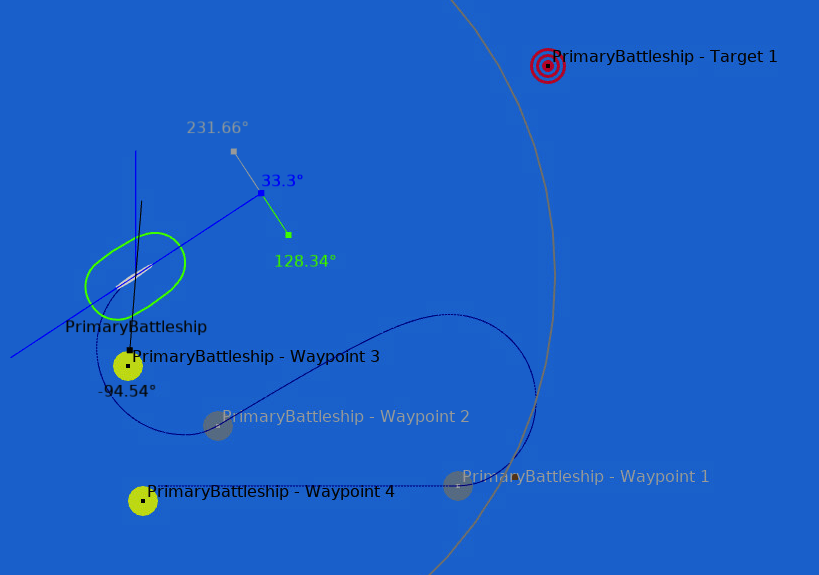 PrimaryBattleship - Target 1
231.66°
33.3°
128.34°
PrimaryBattleship
PrimaryBattleship - Waypoint 3
-94.54°
PrimaryBattleship - Waypoint 2
PrimaryBattleship - Waypoint 1
PrimaryBattleship - Waypoint 4